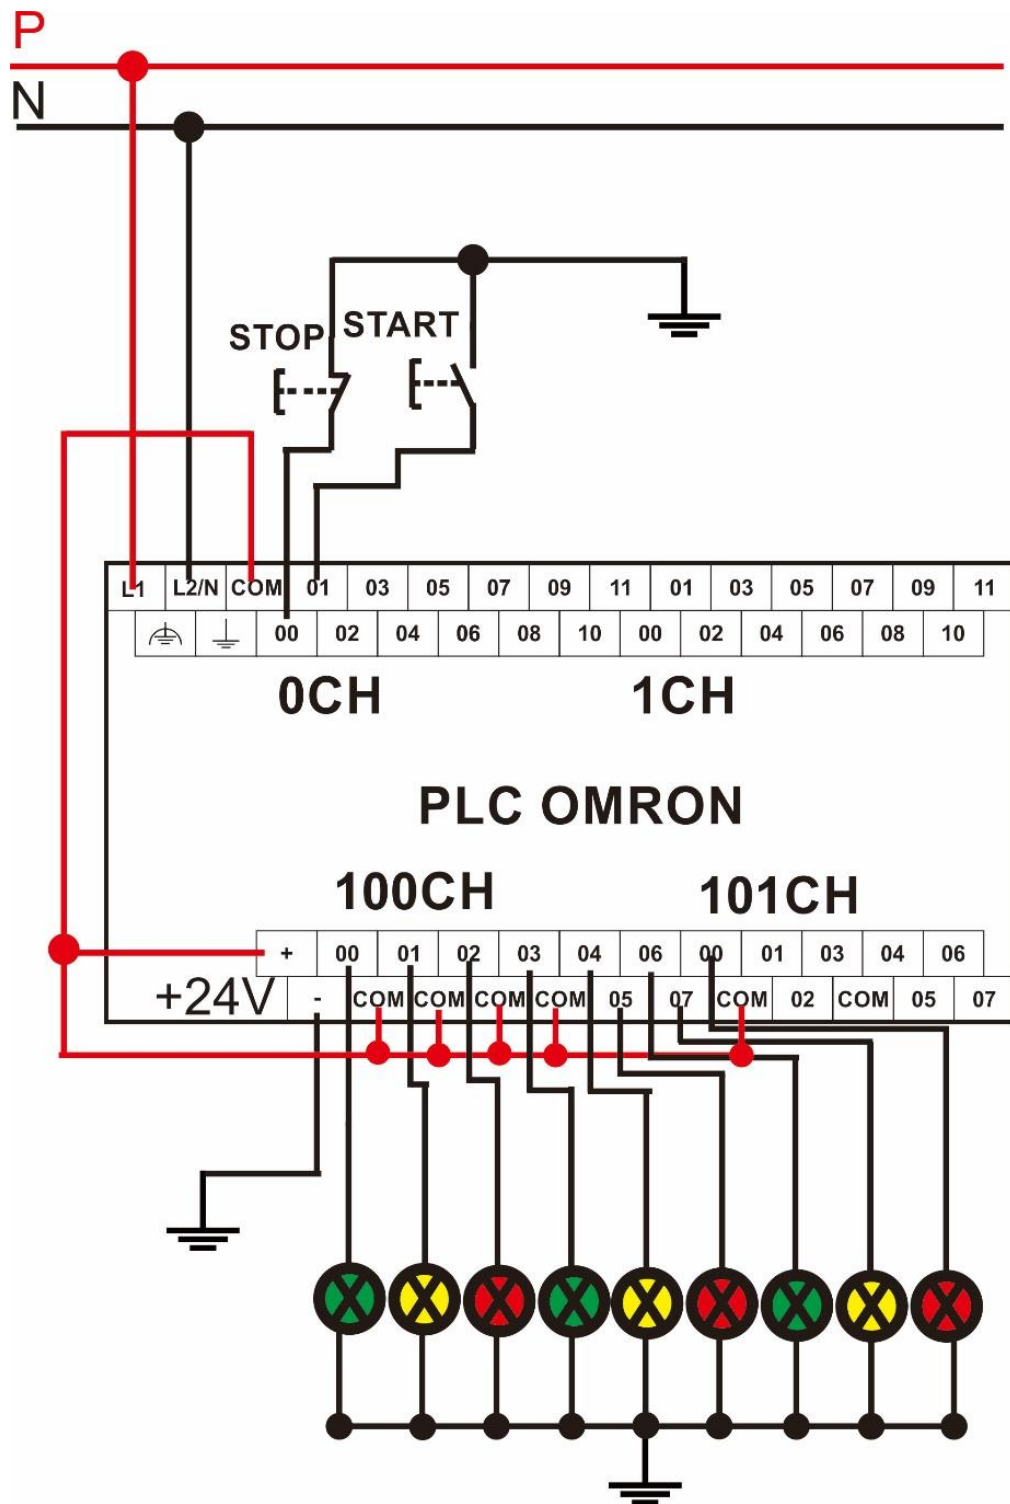 P
N
STOP START
L1 L2/N COM 01 03 05 07 09 11 01 03 05 07 09 11
00 02 04 06 08 10 00 02 04 06 08 10
0CH 1CH
PLC OMRON
100CH 101CH
+ 00 01 02 03 04 06 00 01 03 04 06
+24V - COM COM COM COM 05 07 COM 02 COM 05 07